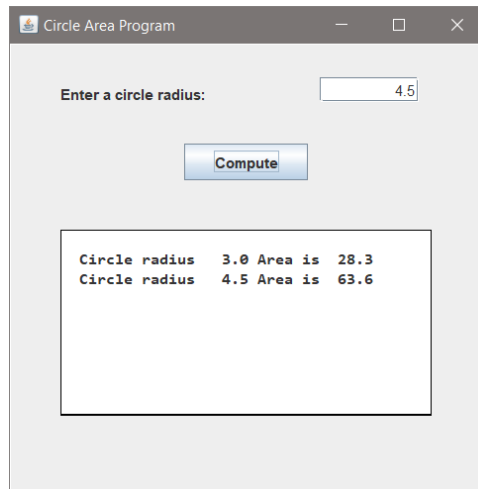 Circle Area Program
Enter a circle radius: 4.5
Compute
Circle radius   3.0 Area is  28.3
Circle radius   4.5 Area is  63.6